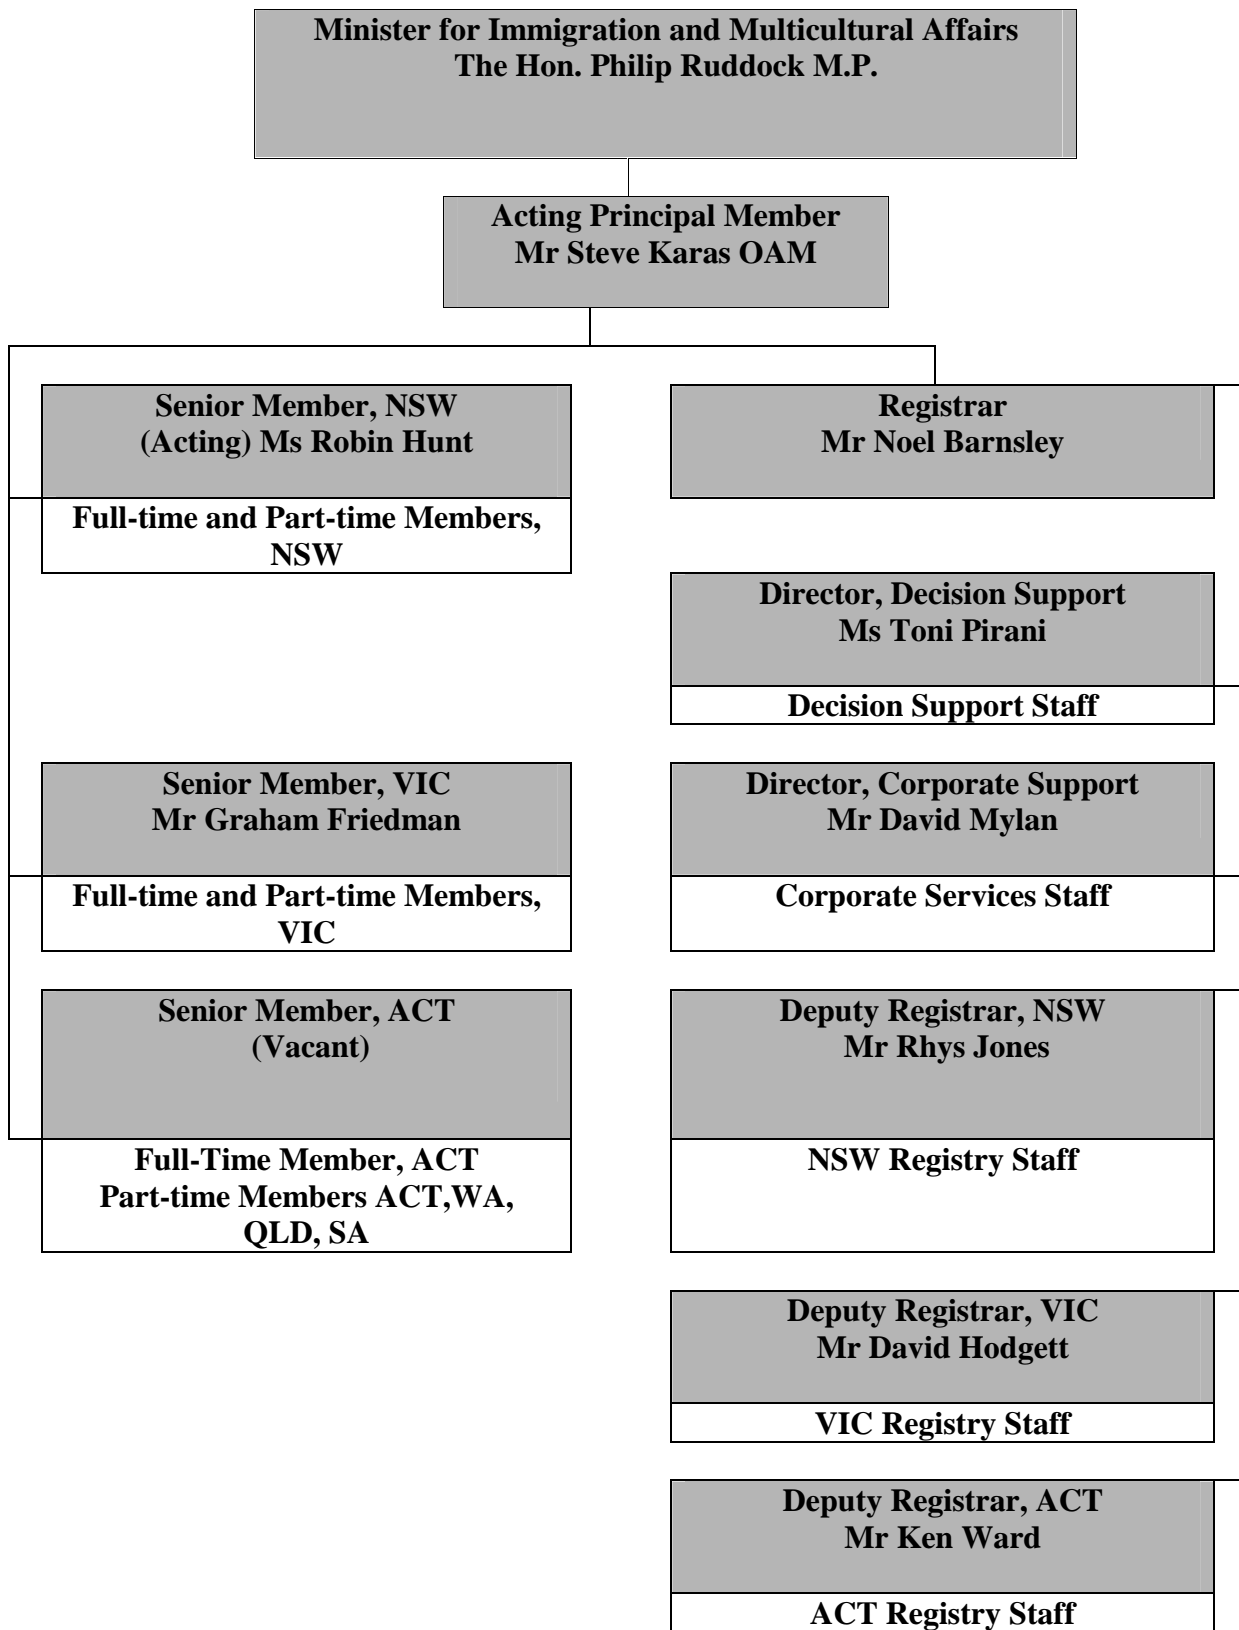 Minister for Immigration and Multicultural Affairs
The Hon. Philip Ruddock M.P.
Acting Principal Member
Mr Steve Karas OAM
Senior Member, NSW
(Acting) Ms Robin Hunt
Full-time and Part-time Members,
NSW
Registrar
Mr Noel Barnsley
Director, Decision Support
Ms Toni Pirani
Decision Support Staff
Senior Member, VIC
Mr Graham Friedman
Full-time and Part-time Members,
VIC
Director, Corporate Support
Mr David Mylan
Corporate Services Staff
Senior Member, ACT
(Vacant)
Full-Time Member, ACT
Part-time Members ACT,WA,
QLD, SA
Deputy Registrar, NSW
Mr Rhys Jones
NSW Registry Staff
Deputy Registrar, VIC
Mr David Hodgett
VIC Registry Staff
Deputy Registrar, ACT
Mr Ken Ward
ACT Registry Staff